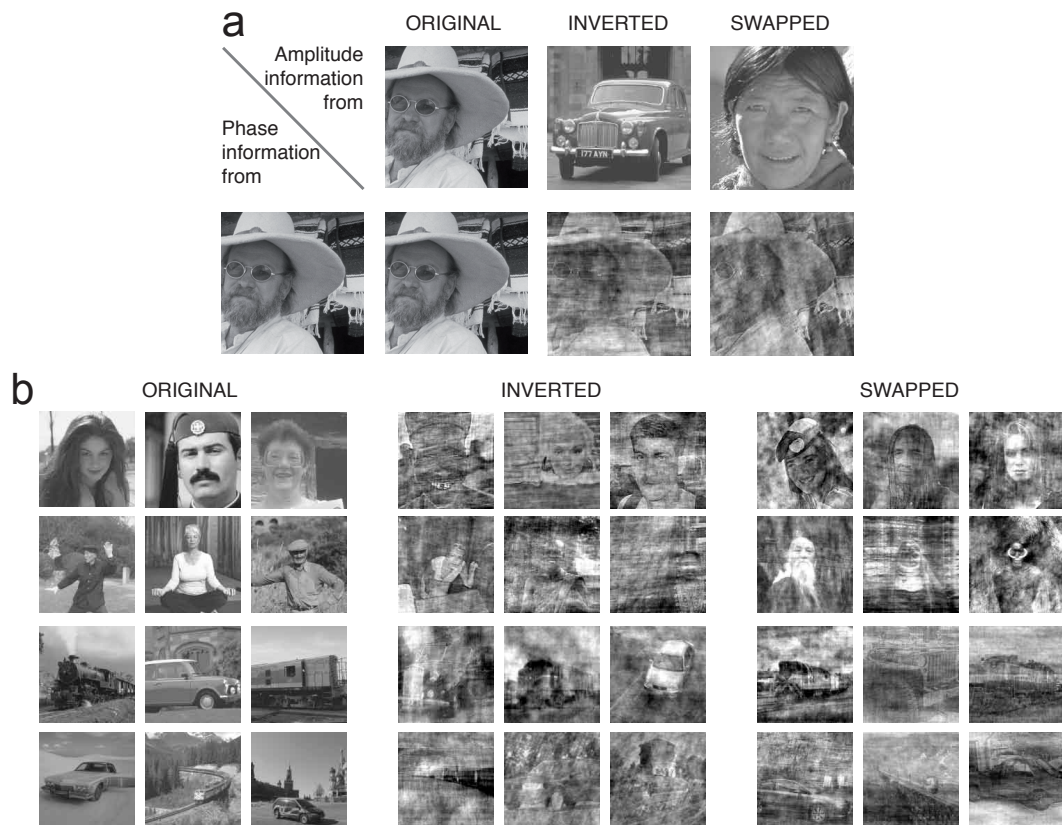 a
ORIGINAL
INVERTED
SWAPPED
Amplitude
information
from
Phase
information
from
177 AYN
b
ORIGINAL
INVERTED
SWAPPED